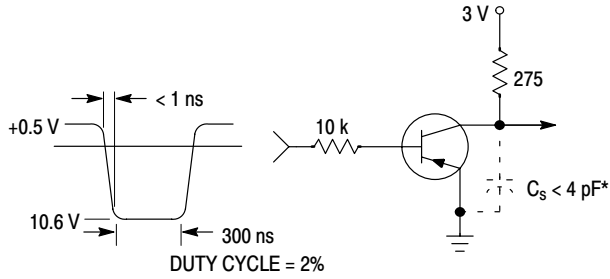 3 V
275
< 1 ns
+0.5 V
10 k
C_s < 4 pF*
10.6 V
300 ns
DUTY CYCLE = 2%